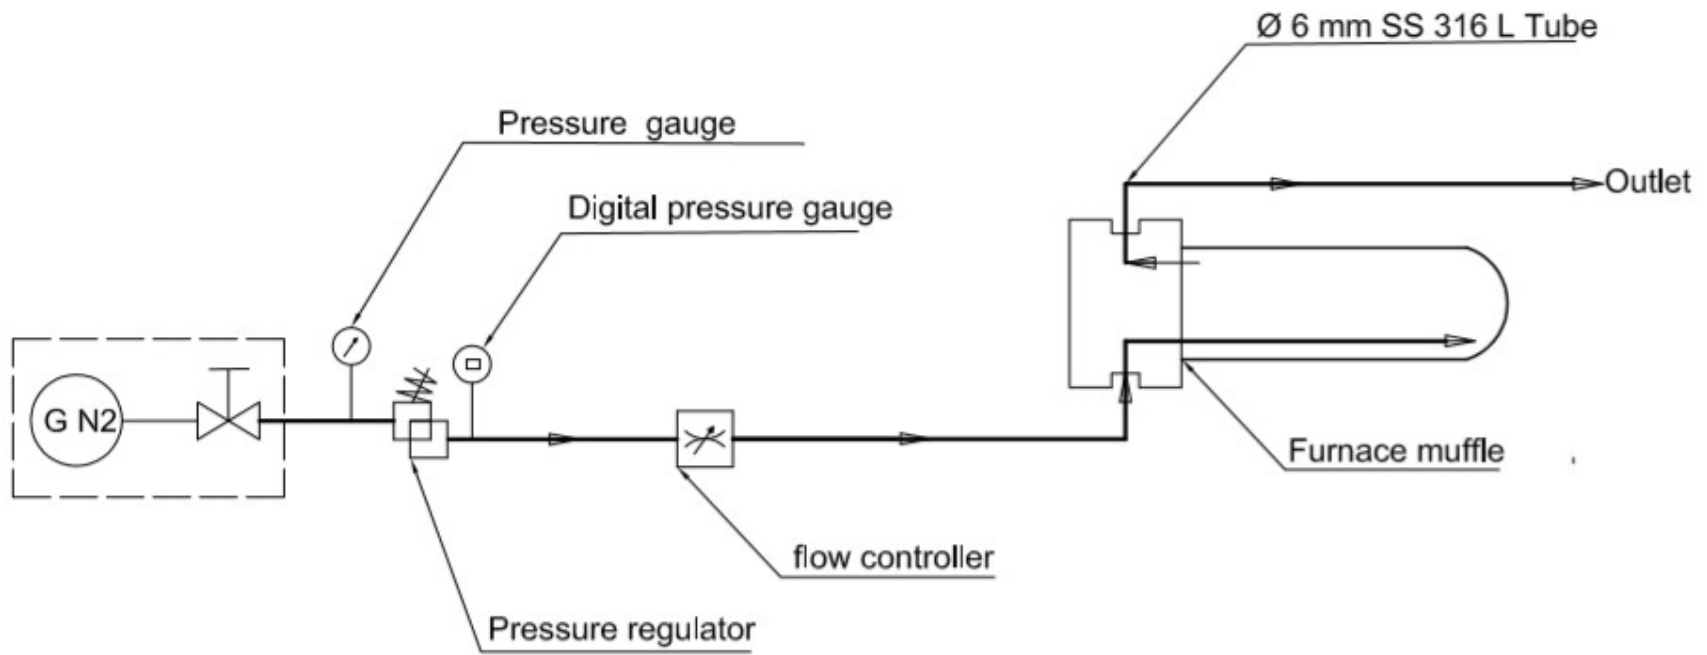 Ø 6 mm SS 316 L Tube
Pressure gauge
Outlet
Digital pressure gauge
G N2
Furnace muffle
flow controller
Pressure regulator